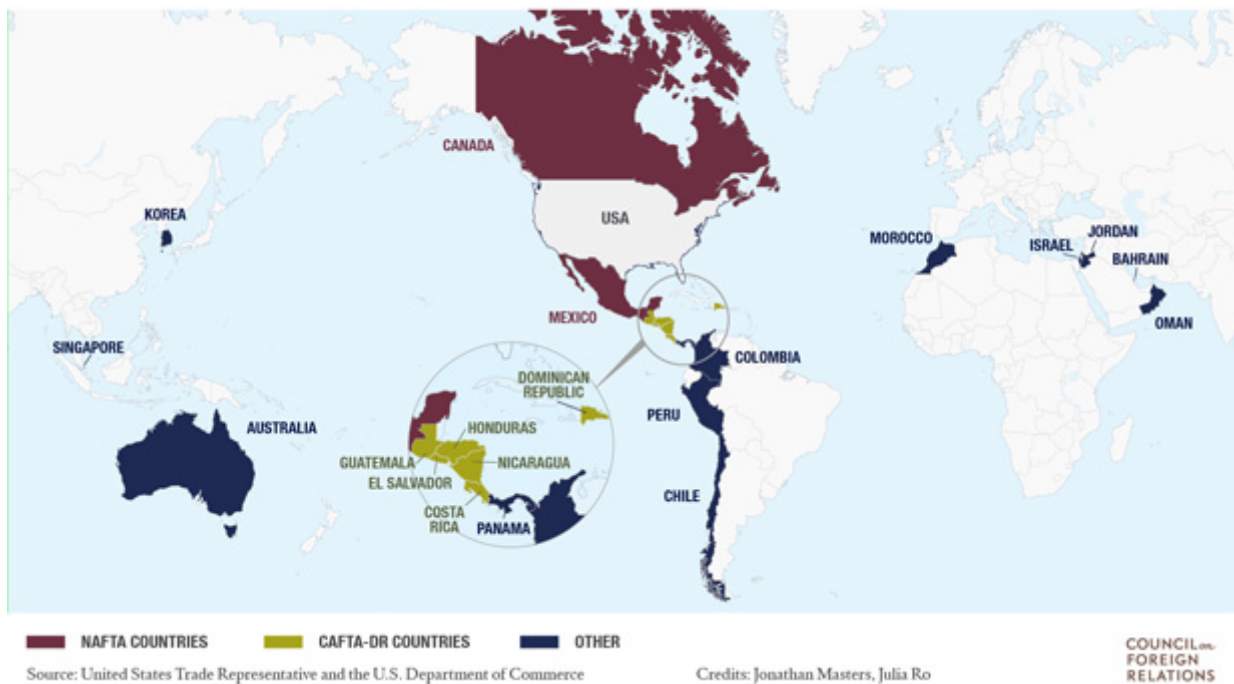 CANADA
USA
KOREA
MOROCCO
ISRAEL
JORDAN
BAHRAIN
OMAN
MEXICO
SINGAPORE
COLOMBIA
DOMINICAN
REPUBLIC
PERU
AUSTRALIA
HONDURAS
GUATEMALA
NICARAGUA
EL SALVADOR
CHILE
COSTA
RICA
PANAMA
NAFTA COUNTRIES
CAFTA-DR COUNTRIES
OTHER
Source: United States Trade Representative and the U.S. Department of Commerce
Credits: Jonathan Masters, Julia Ro
COUNCIL on
FOREIGN
RELATIONS